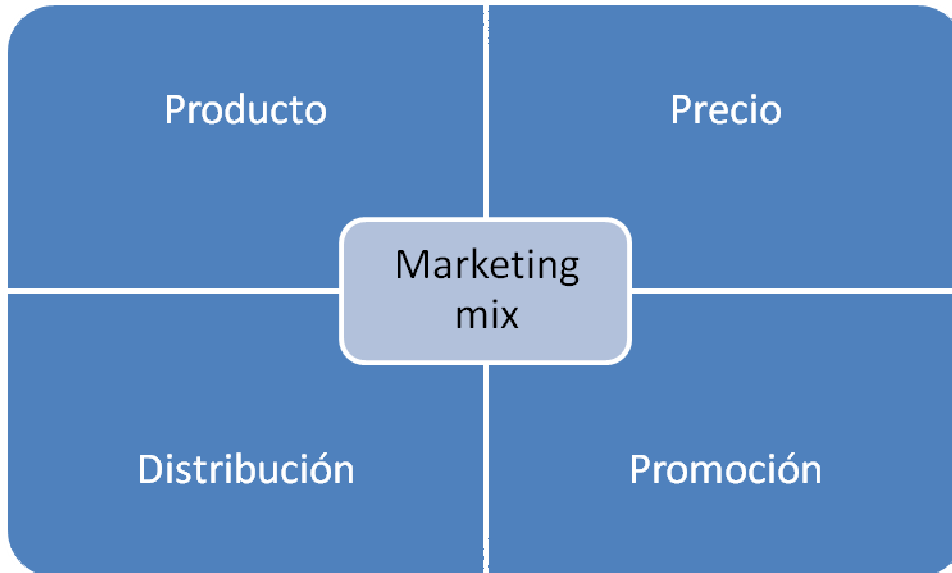 Producto
Precio
Marketing
mix
Distribución
Promoción